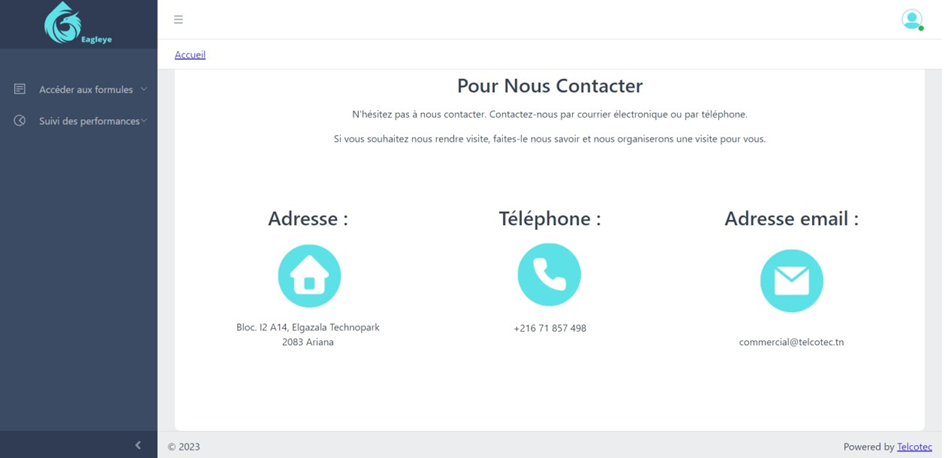 Eagleye
Accueil
Accéder aux formules
Suivi des performances
Pour Nous Contacter
N'hésitez pas à nous contacter. Contactez-nous par courrier électronique ou par téléphone.
Si vous souhaitez nous rendre visite, faites-le nous savoir et nous organiserons une visite pour vous.
Adresse :
Bloc. I2 A14, Elgazala Technopark
2083 Ariana
Téléphone :
+216 71 857 498
Adresse email :
commercial@telcotec.tn
© 2023
Powered by Telcotec